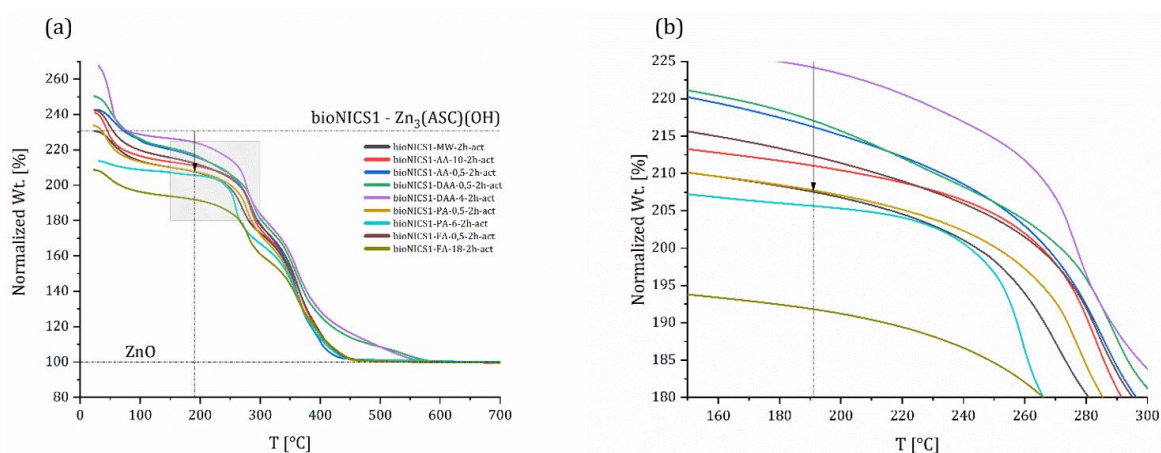 (a)
Normalized Wt. [%]
260
240
220
200
180
160
140
120
100
80
bioNICS1 - Zn₃(ASC)(OH)
bioNICS1-MW-2h-act
bioNICS1-AA-10-2h-act
bioNICS1-AA-0,5-2h-act
bioNICS1-DAA-0,5-2h-act
bioNICS1-DAA-4-2h-act
bioNICS1-PA-0,5-2h-act
bioNICS1-PA-6-2h-act
bioNICS1-FA-0,5-2h-act
bioNICS1-FA-18-2h-act
ZnO
0 100 200 300 400 500 600 700
T [°C]
(b)
Normalized Wt. [%]
225
220
215
210
205
200
195
190
185
180
160 180 200 220 240 260 280 300
T [°C]